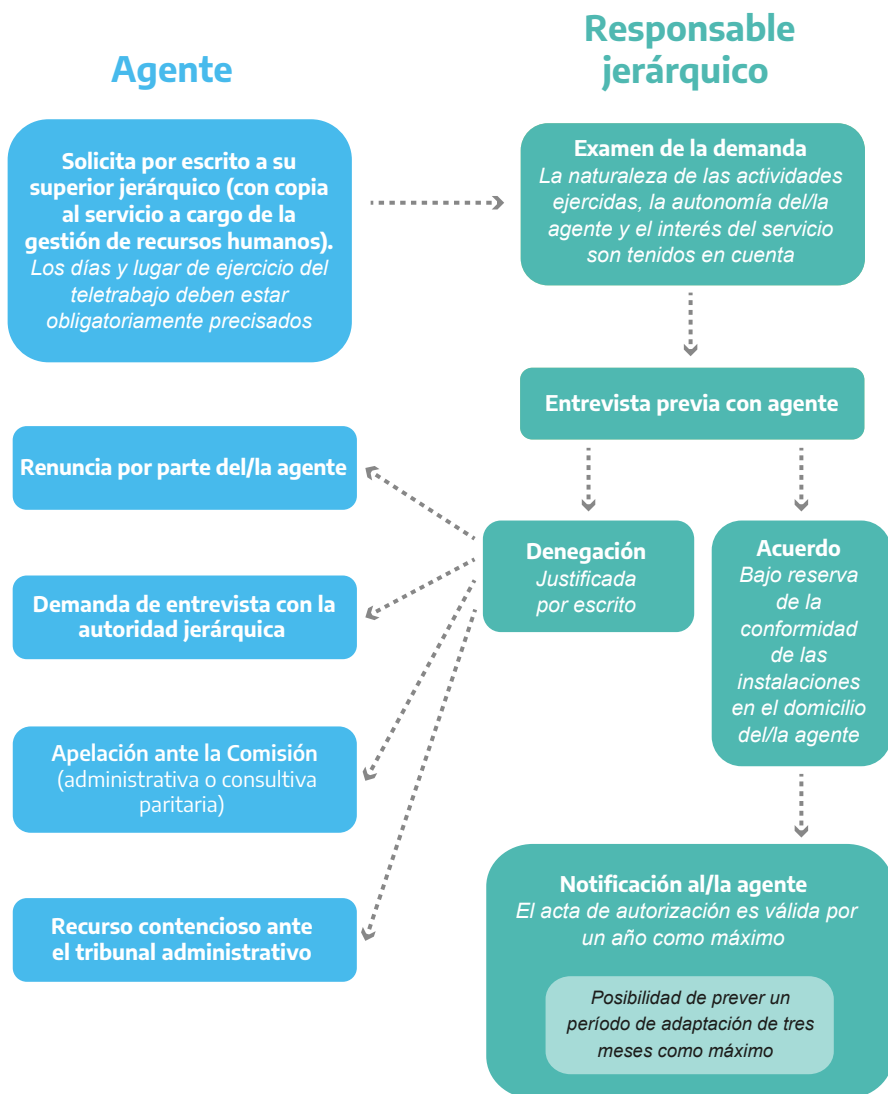 Agente
Responsable
jerárquico
Solicita por escrito a su
superior jerárquico (con copia
al servicio a cargo de la
gestión de recursos humanos).
Los días y lugar de ejercicio del
teletrabajo deben estar
obligatoriamente precisados
Examen de la demanda
La naturaleza de las actividades
ejercidas, la autonomía del/la
agente y el interés del servicio
son tenidos en cuenta
Entrevista previa con agente
Renuncia por parte del/la agente
Demanda de entrevista con la
autoridad jerárquica
Apelación ante la Comisión
(administrativa o consultiva
paritaria)
Recurso contencioso ante
el tribunal administrativo
Denegación
Justificada
por escrito
Acuerdo
Bajo reserva
de la
conformidad
de las
instalaciones
en el domicilio
del/la agente
Notificación al/la agente
El acta de autorización es válida por
un año como máximo
Posibilidad de prever un
período de adaptación de tres
meses como máximo